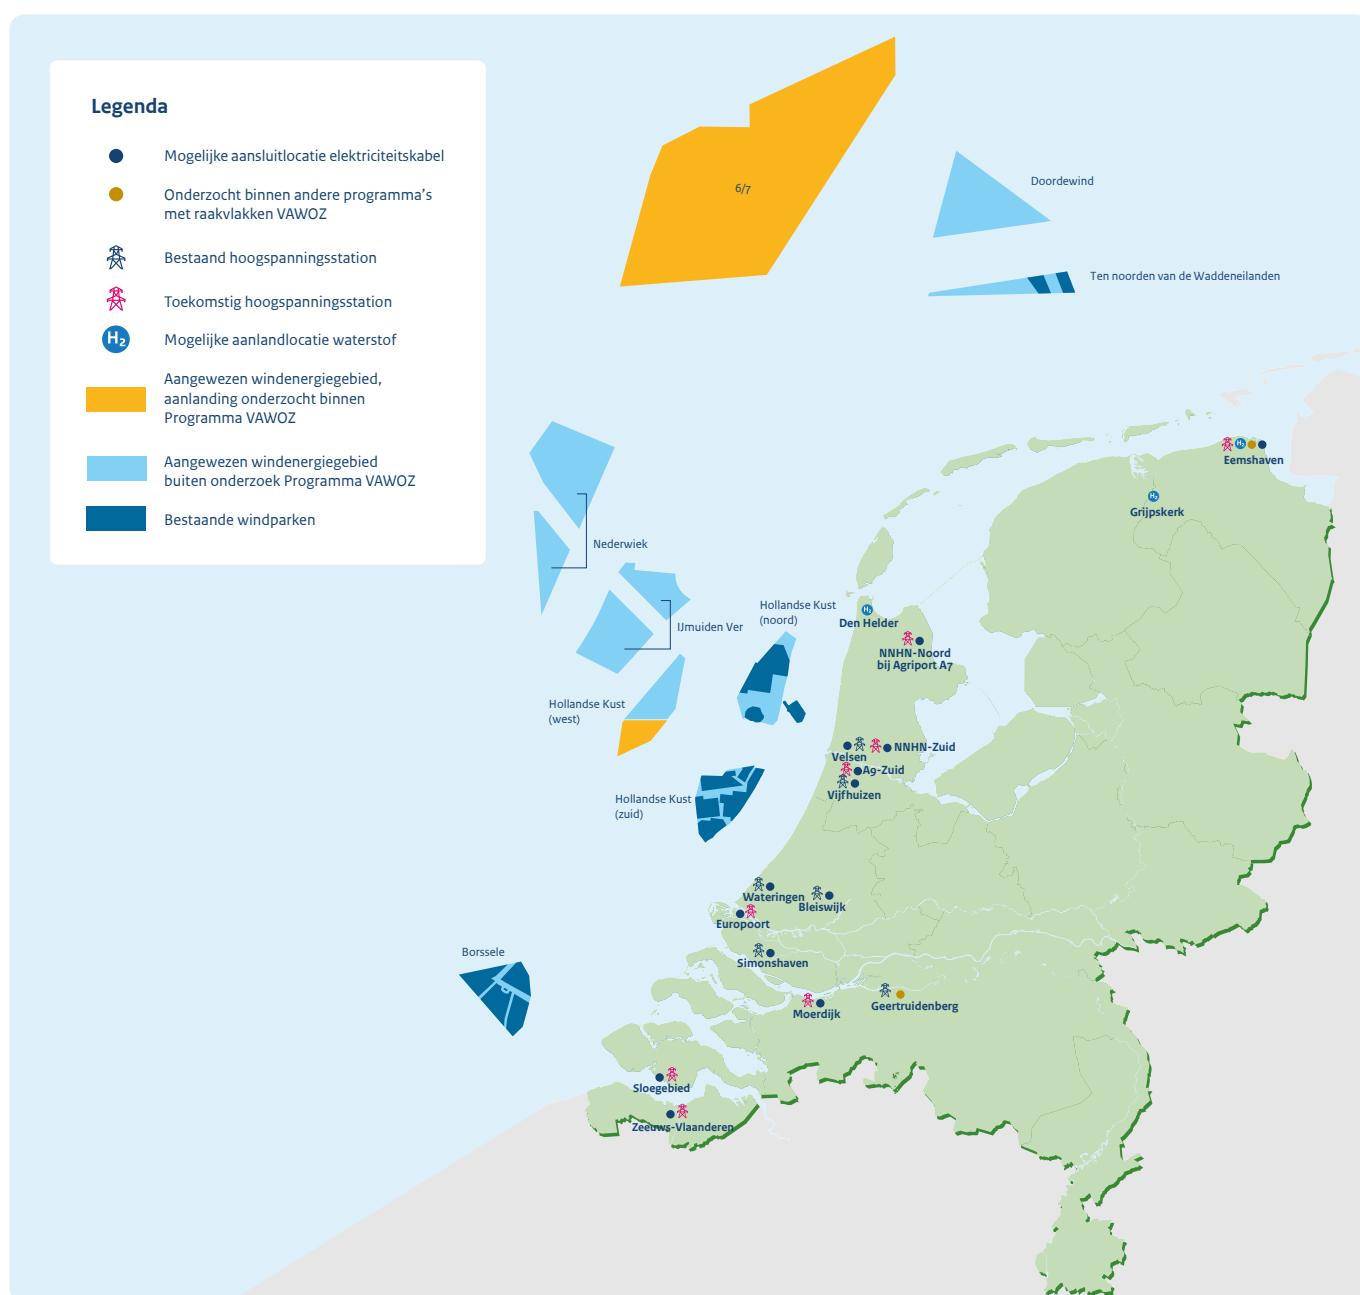 Legenda
Mogelijke aansluitlocatie elektriciteitskabel
Onderzocht binnen andere programma's
met raakvlakken VAWOZ
Bestaand hoogspanningsstation
Toekomstig hoogspanningsstation
H₂
Mogelijke aanlandlocatie waterstof
Aangewezen windenergiegebied,
aanlanding onderzocht binnen
Programma VAWOZ
Aangewezen windenergiegebied
buiten onderzoek Programma VAWOZ
Bestaande windparken
6/7
Doordewind
Ten noorden van de Waddeneilanden
H₂
Eemshaven
H₂
Grijpskerk
Nederwiek
IJmuiden Ver
Hollandse Kust
(noord)
H₂
Den Helder
NNHN-Noord
bij Agriport A7
Hollandse Kust
(west)
NNHN-Zuid
Velsen
A9-Zuid
Vijfhuizen
Hollandse Kust
(zuid)
Wateringen
Bleiswijk
Europoort
Simonshaven
Borssele
Geertruidenberg
Moerdijk
Sloegebied
Zeeuws-Vlaanderen